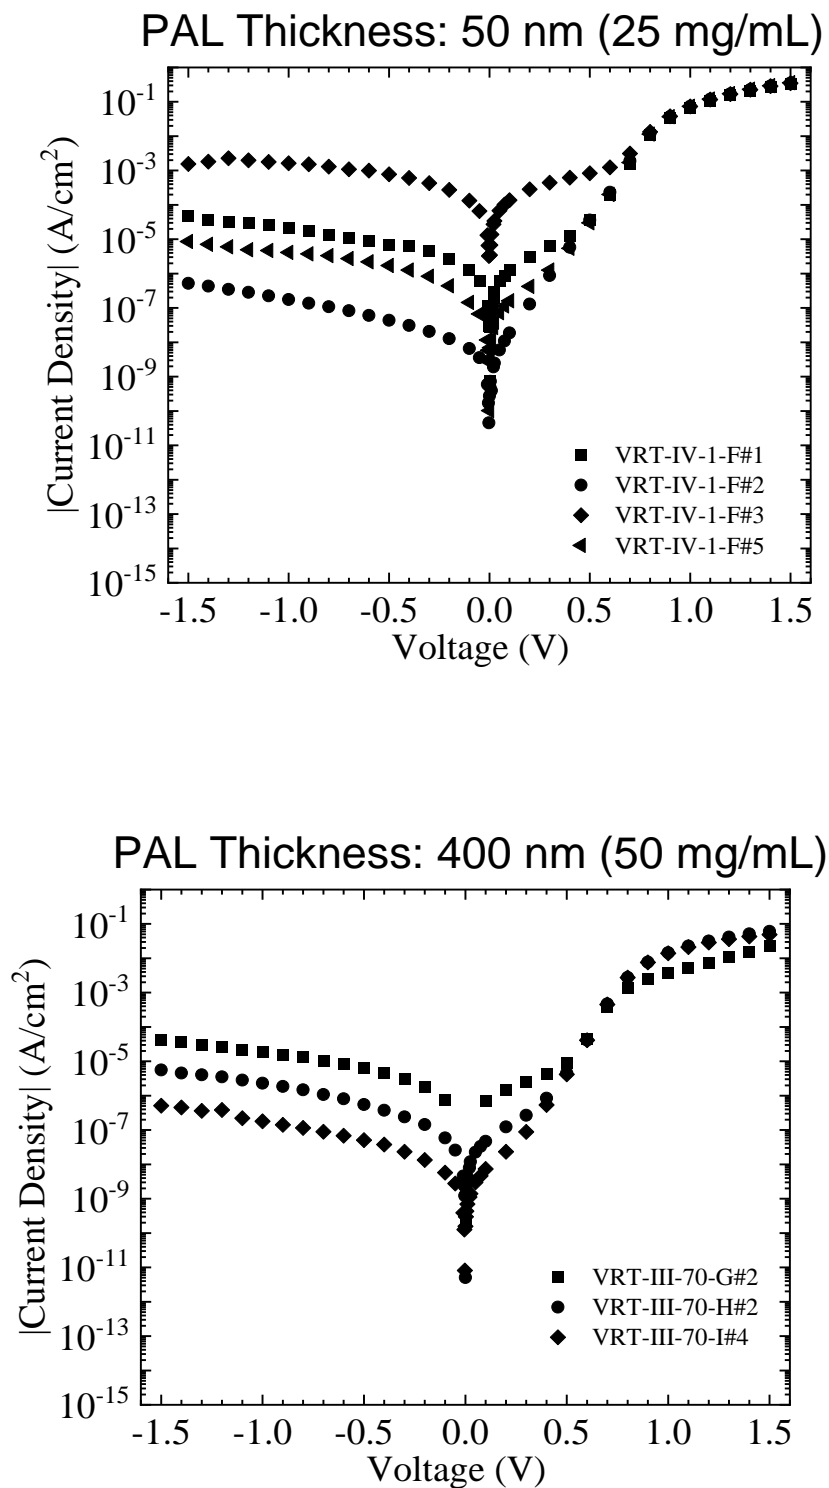 PAL Thickness: 50 nm (25 mg/mL)
|Current Density| (A/cm²)
10⁻¹
10⁻³
10⁻⁵
10⁻⁷
10⁻⁹
10⁻¹¹
10⁻¹³
10⁻¹⁵
VRT-IV-1-F#1
VRT-IV-1-F#2
VRT-IV-1-F#3
VRT-IV-1-F#5
-1.5 -1.0 -0.5 0.0 0.5 1.0 1.5
Voltage (V)
PAL Thickness: 400 nm (50 mg/mL)
|Current Density| (A/cm²)
10⁻¹
10⁻³
10⁻⁵
10⁻⁷
10⁻⁹
10⁻¹¹
10⁻¹³
10⁻¹⁵
VRT-III-70-G#2
VRT-III-70-H#2
VRT-III-70-I#4
-1.5 -1.0 -0.5 0.0 0.5 1.0 1.5
Voltage (V)